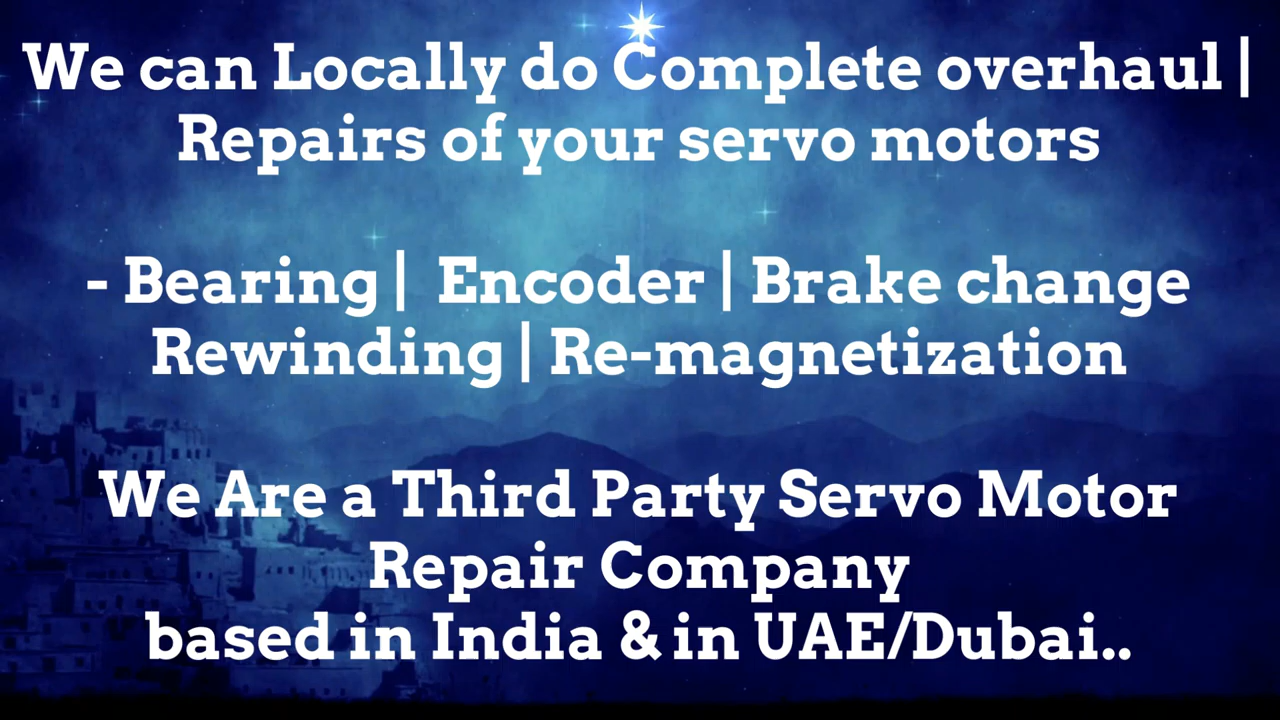 We can Locally do Complete overhaul |
Repairs of your servo motors
- Bearing |  Encoder | Brake change
Rewinding | Re-magnetization
We Are a Third Party Servo Motor
Repair Company
based in India & in UAE/Dubai..